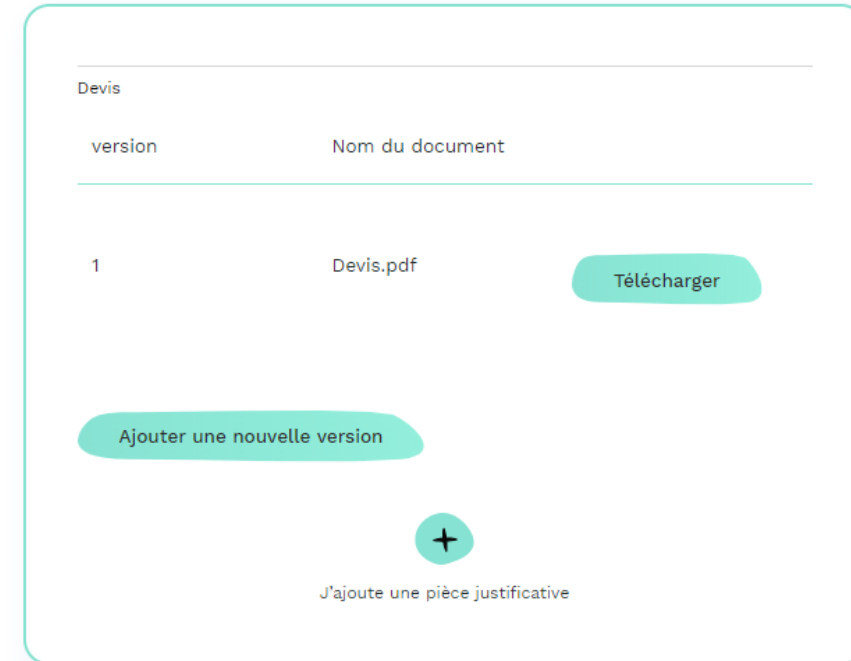 Devis
version Nom du document
1 Devis.pdf Télécharger
Ajouter une nouvelle version
J'ajoute une pièce justificative